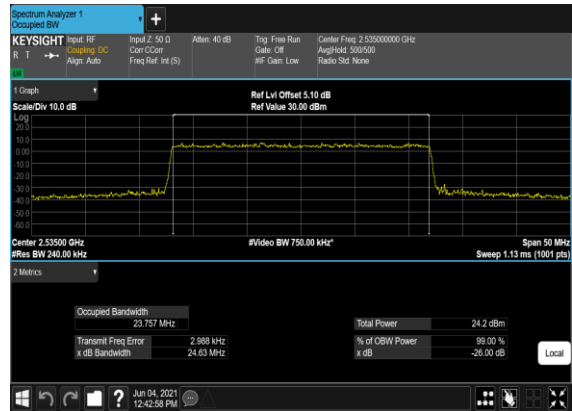 Spectrum Analyzer 1
Occupied BW
KEYSIGHT Input: RF Input Z: 50 Ω Atten: 40 dB Trig: Free Run Center Freq: 2.535000000 GHz
R T Coupling: DC Corr CCorr Gate: Off Avg|Hold: 500/500
Align: Auto Freq Ref: Int (S) #IF Gain: Low Radio Std: None
1 Graph
Ref Lvl Offset 5.10 dB
Scale/Div 10.0 dB Ref Value 30.00 dBm
Log
20.0
10.0
0.00
-10.0
-20.0
-30.0
-40.0
-50.0
-60.0
Center 2.53500 GHz #Video BW 750.00 kHz* Span 50 MHz
#Res BW 240.00 kHz Sweep 1.13 ms (1001 pts)
2 Metrics
Occupied Bandwidth
23.757 MHz Total Power 24.2 dBm
Transmit Freq Error 2.988 kHz % of OBW Power 99.00 %
x dB Bandwidth 24.63 MHz x dB -26.00 dB
Local
? Jun 04, 2021
12:42:58 PM